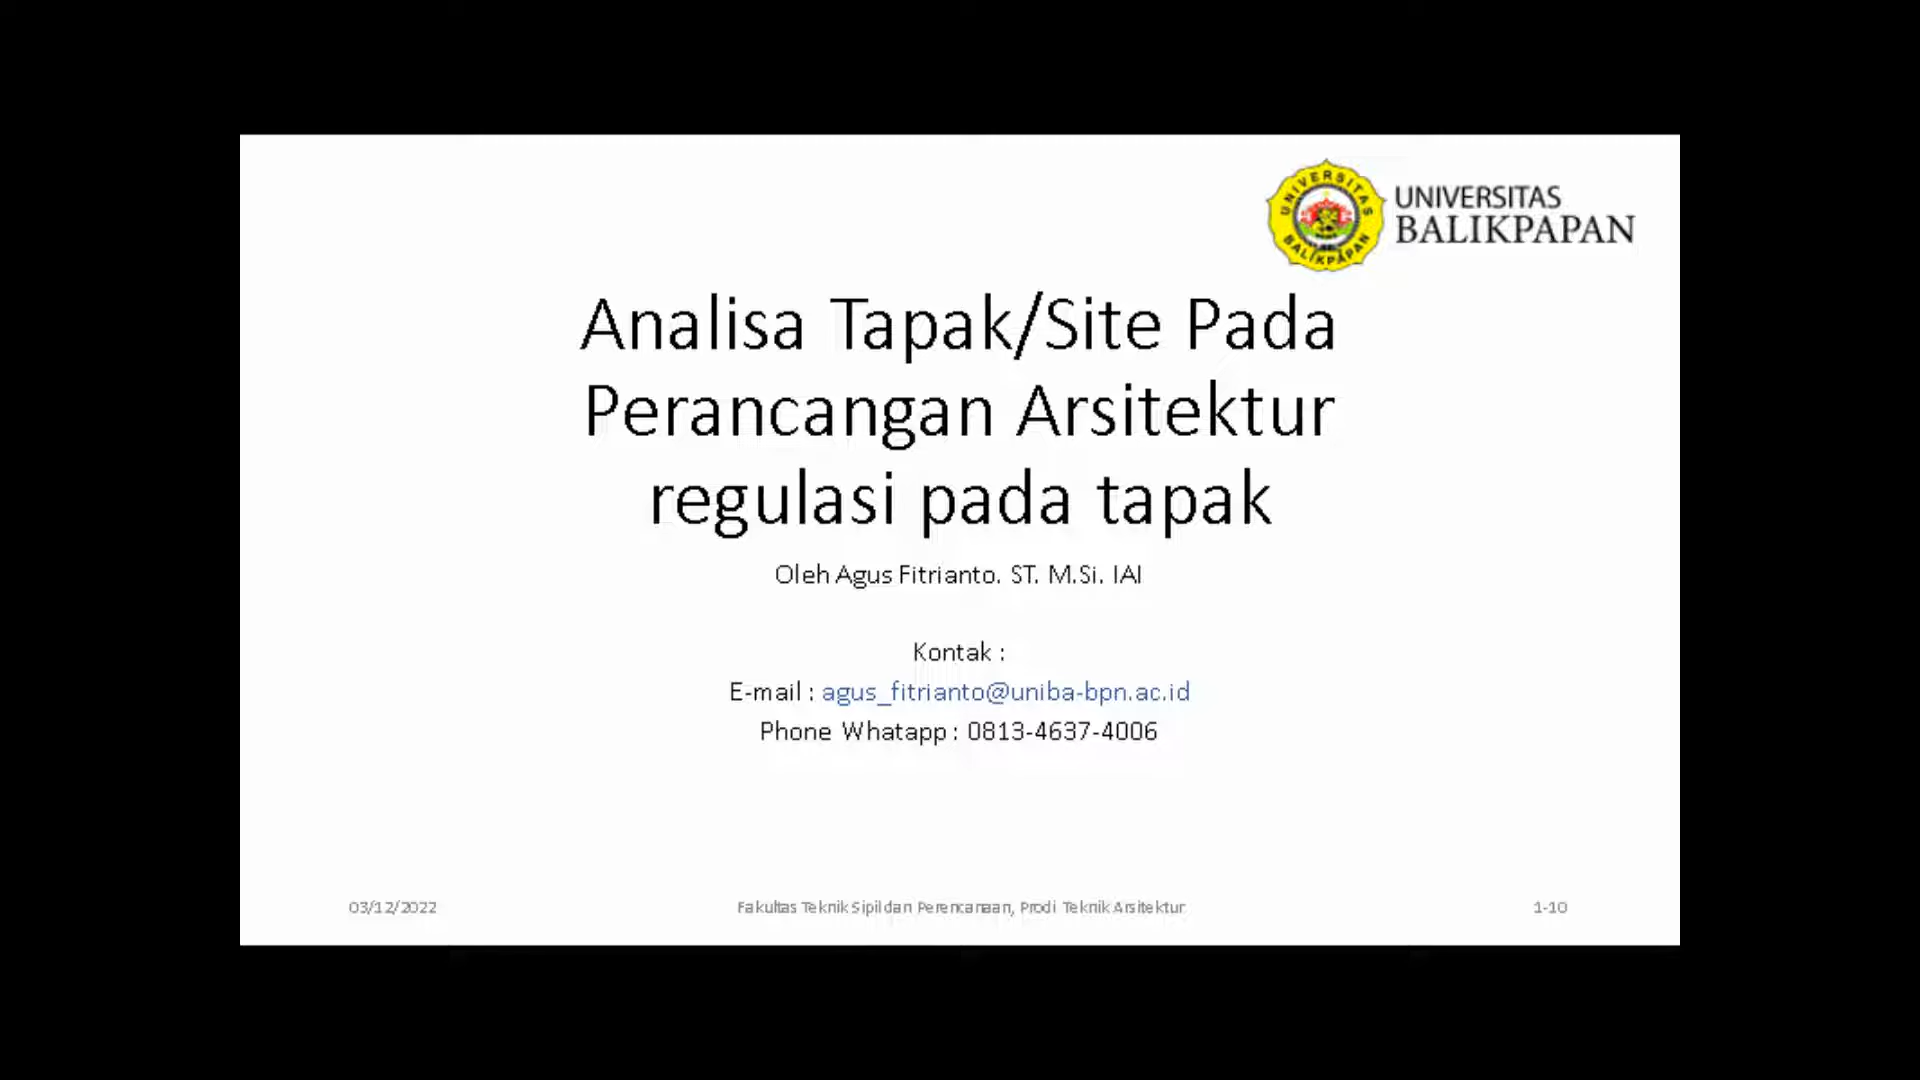 UNIVERSITAS BALIKPAPAN
UNIVERSITAS
BALIKPAPAN
Analisa Tapak/Site Pada
Perancangan Arsitektur
regulasi pada tapak
Oleh Agus Fitrianto. ST. M.Si. IAI
Kontak :
E-mail : agus_fitrianto@uniba-bpn.ac.id
Phone Whatapp : 0813-4637-4006
03/12/2022
Fakultas Teknik Sipil dan Perencanaan, Prodi Teknik Arsitektur
1-10